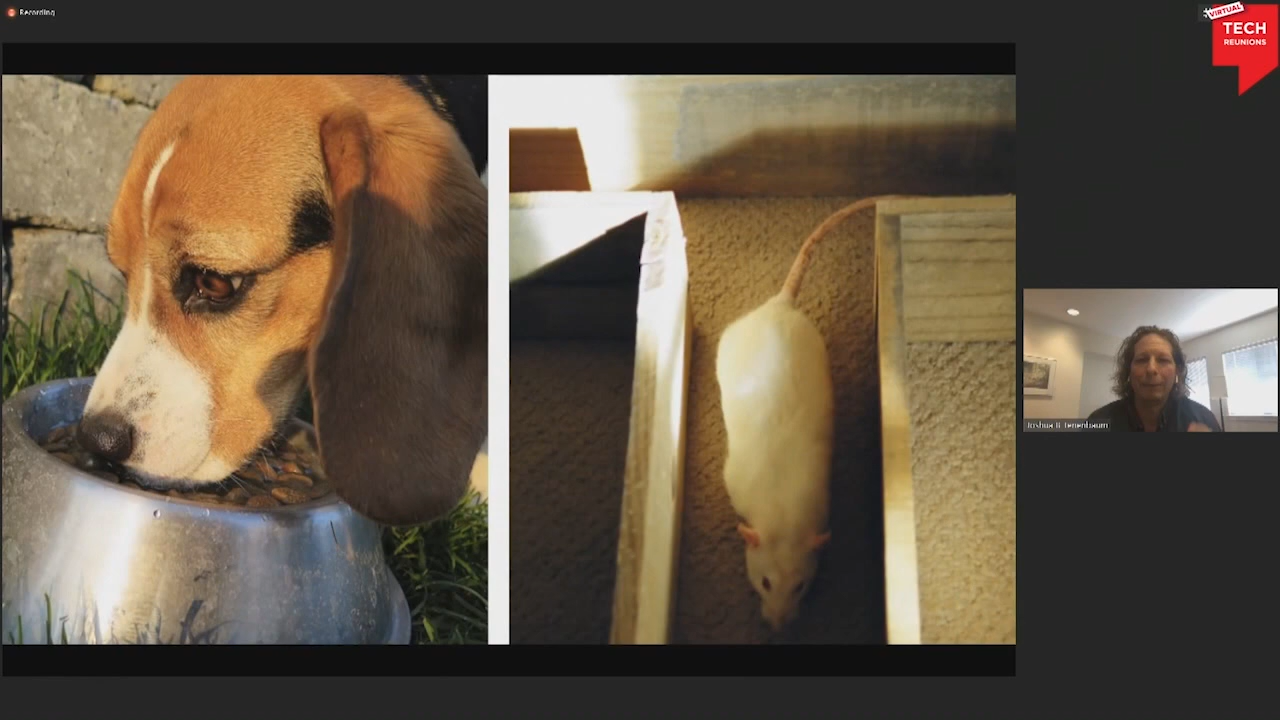 Recording
#VIRTUAL
TECH
REUNIONS
Joshua B Tenenbaum